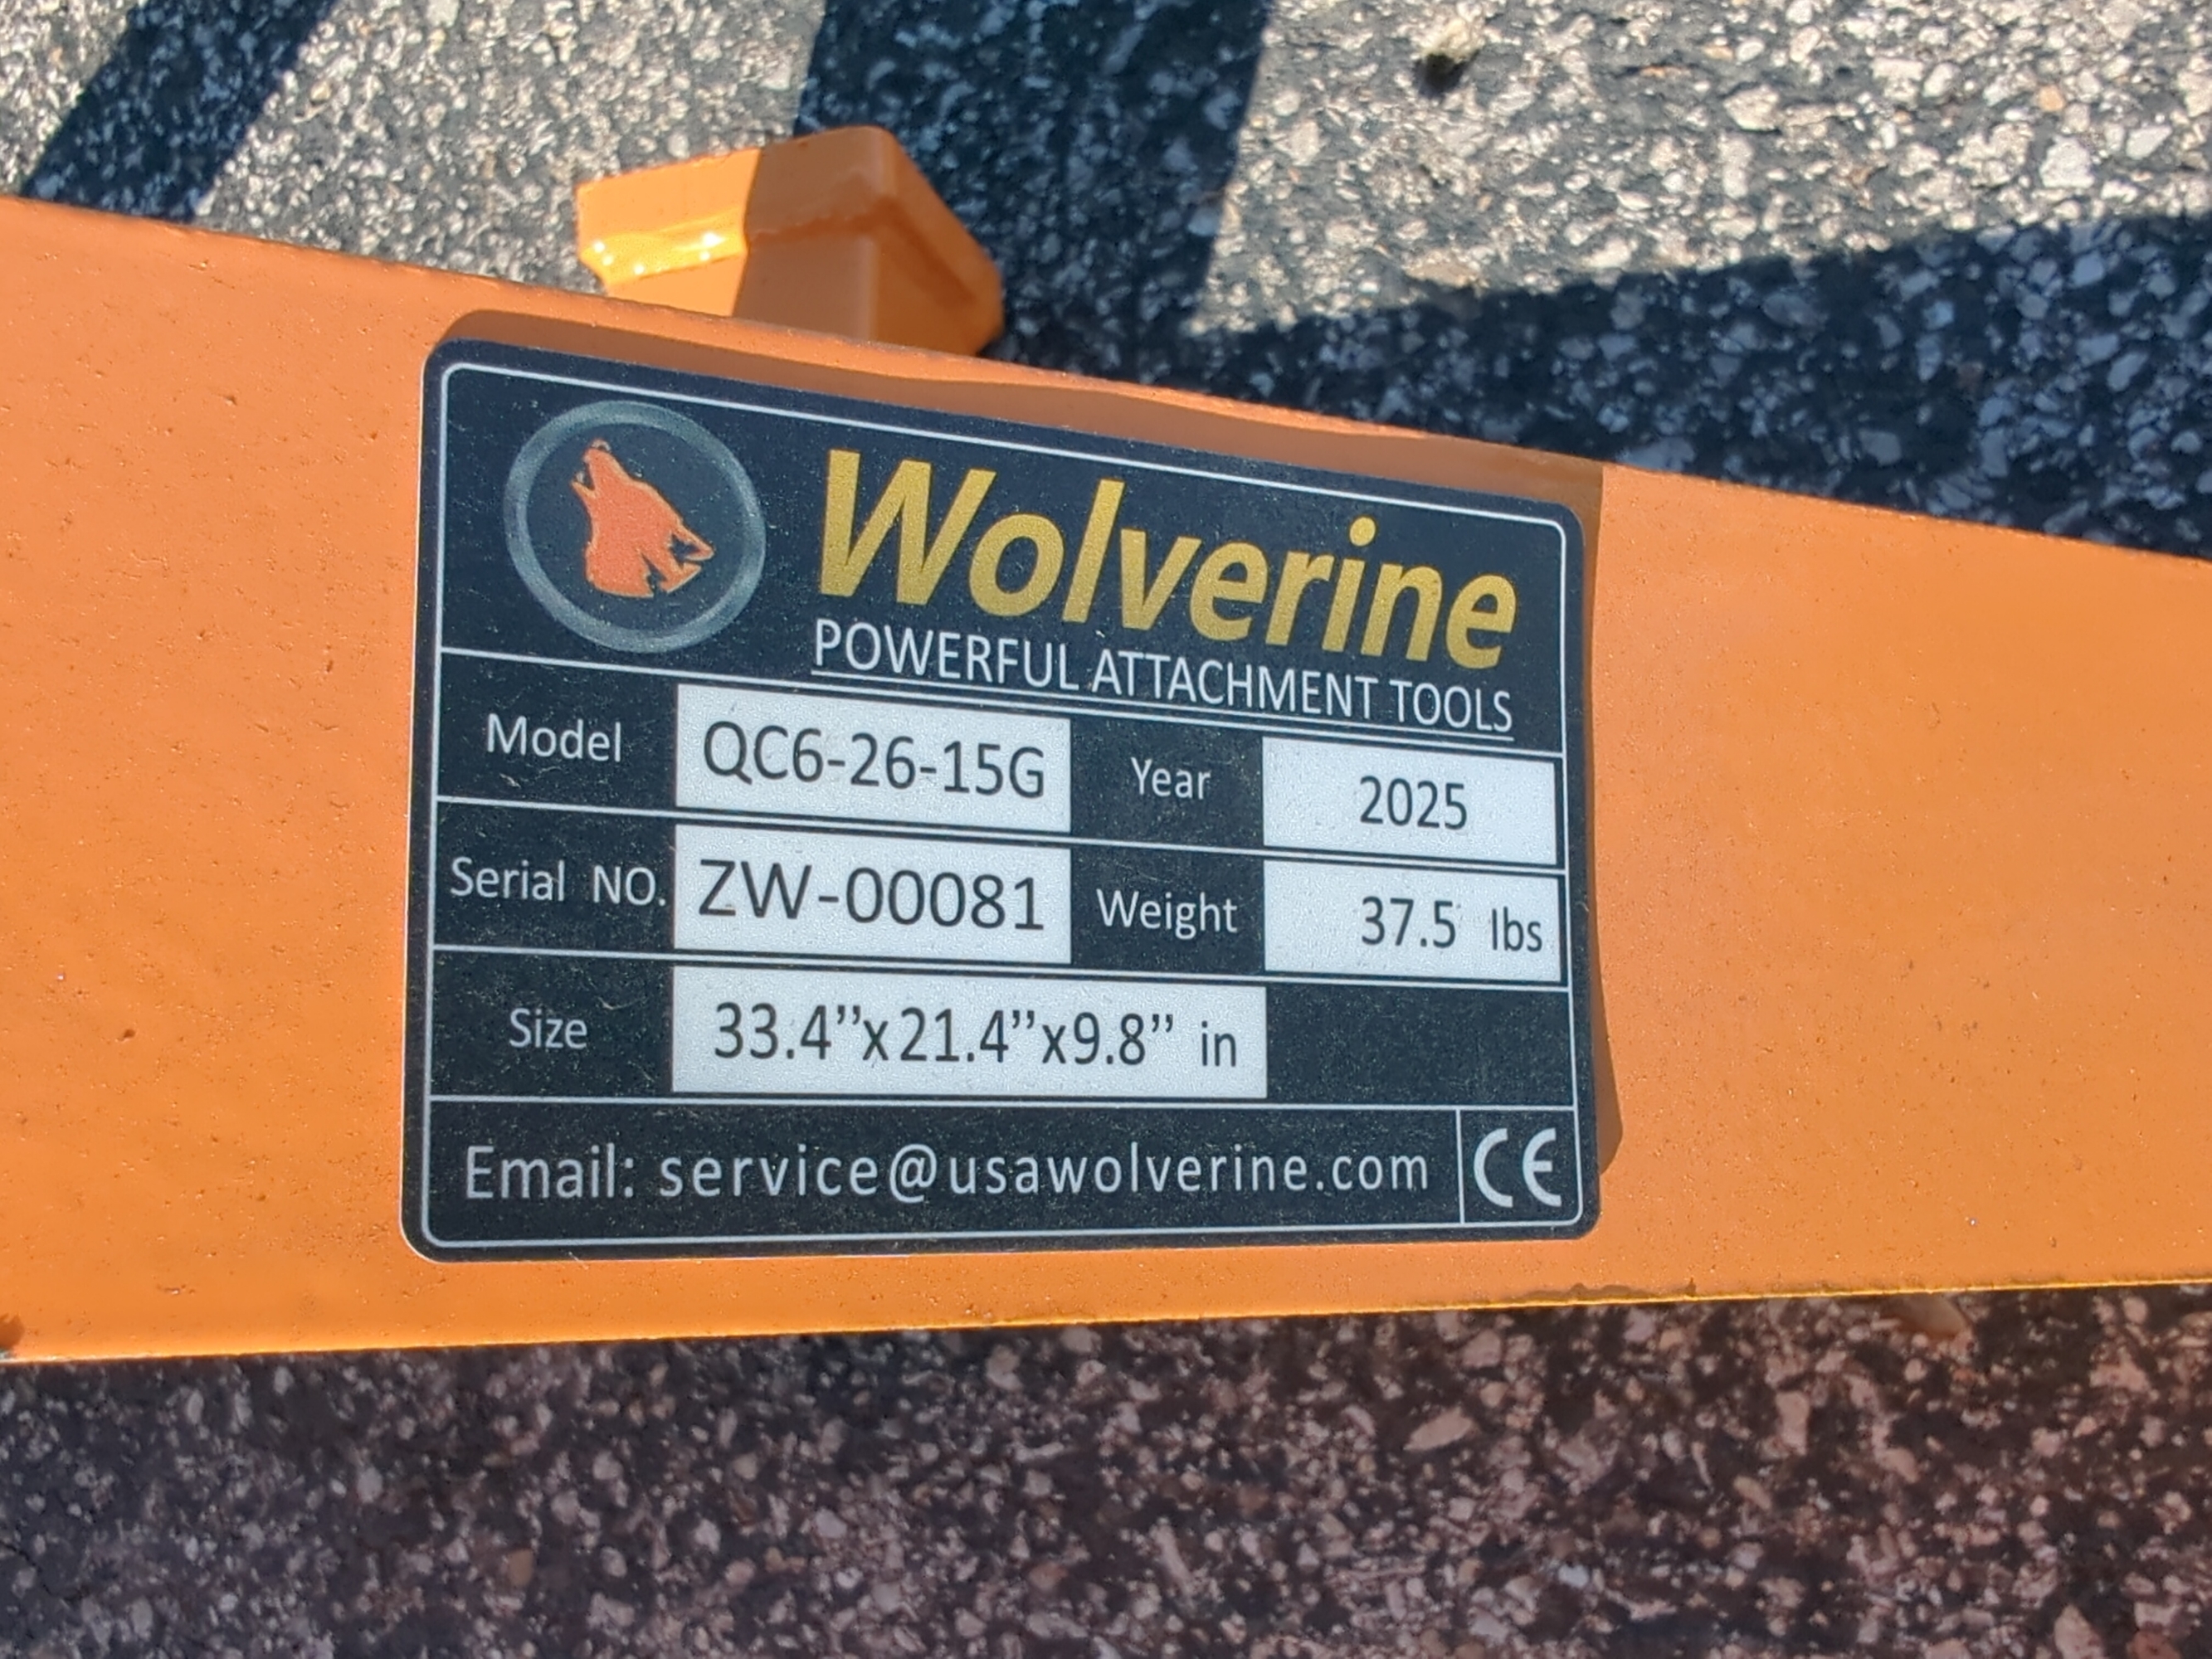 Wolverine
POWERFUL ATTACHMENT TOOLS
Model QC6-26-15G Year 2025
Serial NO. ZW-00081 Weight 37.5 lbs
Size 33.4”x21.4”x9.8” in
Email: service@usawolverine.com CE